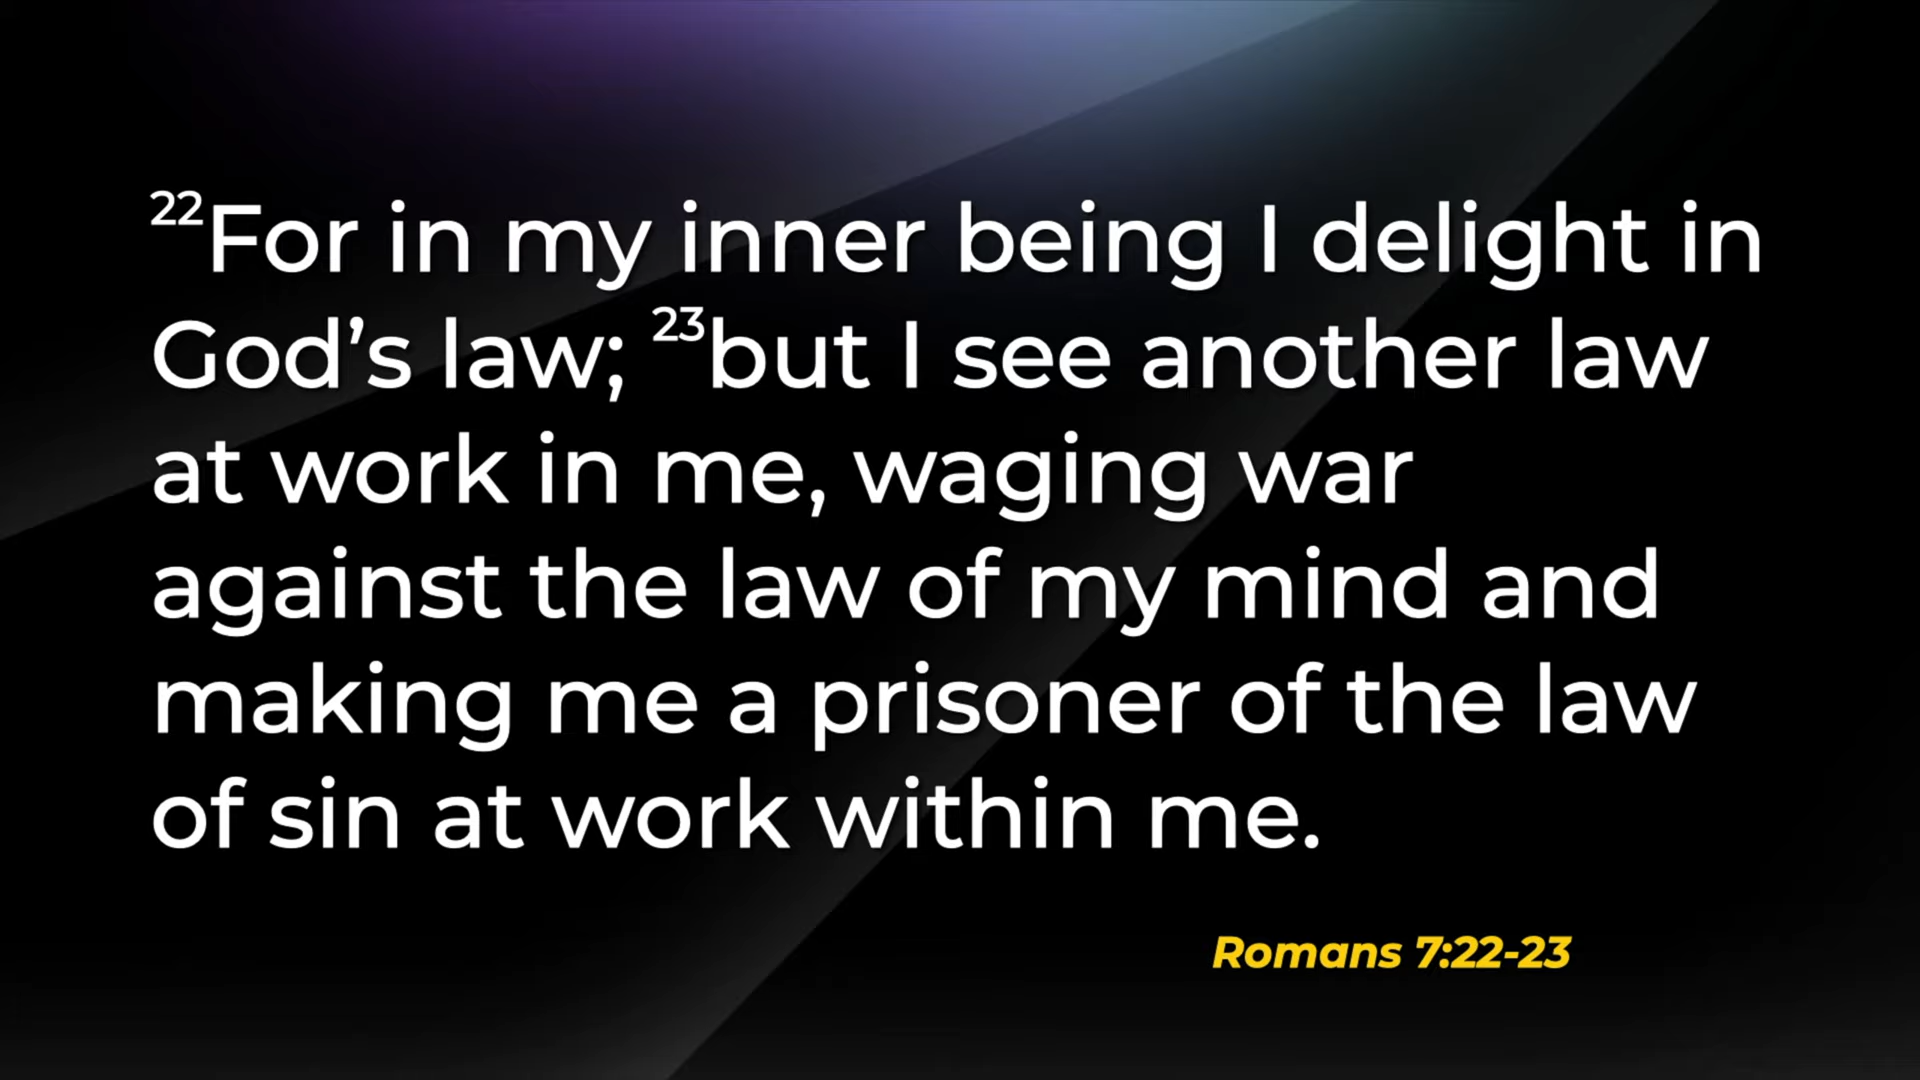 22For in my inner being I delight in
God’s law; 23but I see another law
at work in me, waging war
against the law of my mind and
making me a prisoner of the law
of sin at work within me.
Romans 7:22-23